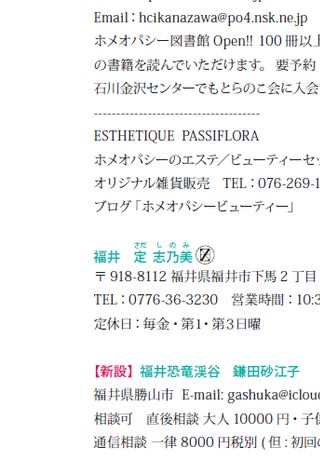 Email : hcikanazawa@po4.nsk.ne.jp
ホメオパシー図書館 Open!! 100 冊以上
の書籍を読んでいただけます。 要予約
石川金沢センターでもとらのこ会に入会
-------------------------------------
ESTHETIQUE PASSIFLORA
ホメオパシーのエステ／ビューティーセッ
オリジナル雑貨販売 TEL : 076-269-1
ブログ「ホメオパシービューティー」
さだ しのみ
福井 定 志乃美 Ⓩ
〒 918-8112 福井県福井市下馬 2 丁目
TEL : 0776-36-3230 営業時間 : 10:3
定休日 : 毎金・第1・第3日曜
【新設】 福井恐竜渓谷 鎌田砂江子
福井県勝山市 E-mail: gashuka@iclou
相談可 直後相談 大人 10000 円・子供
通信相談 一律 8000 円税別 ( 但 : 初回の